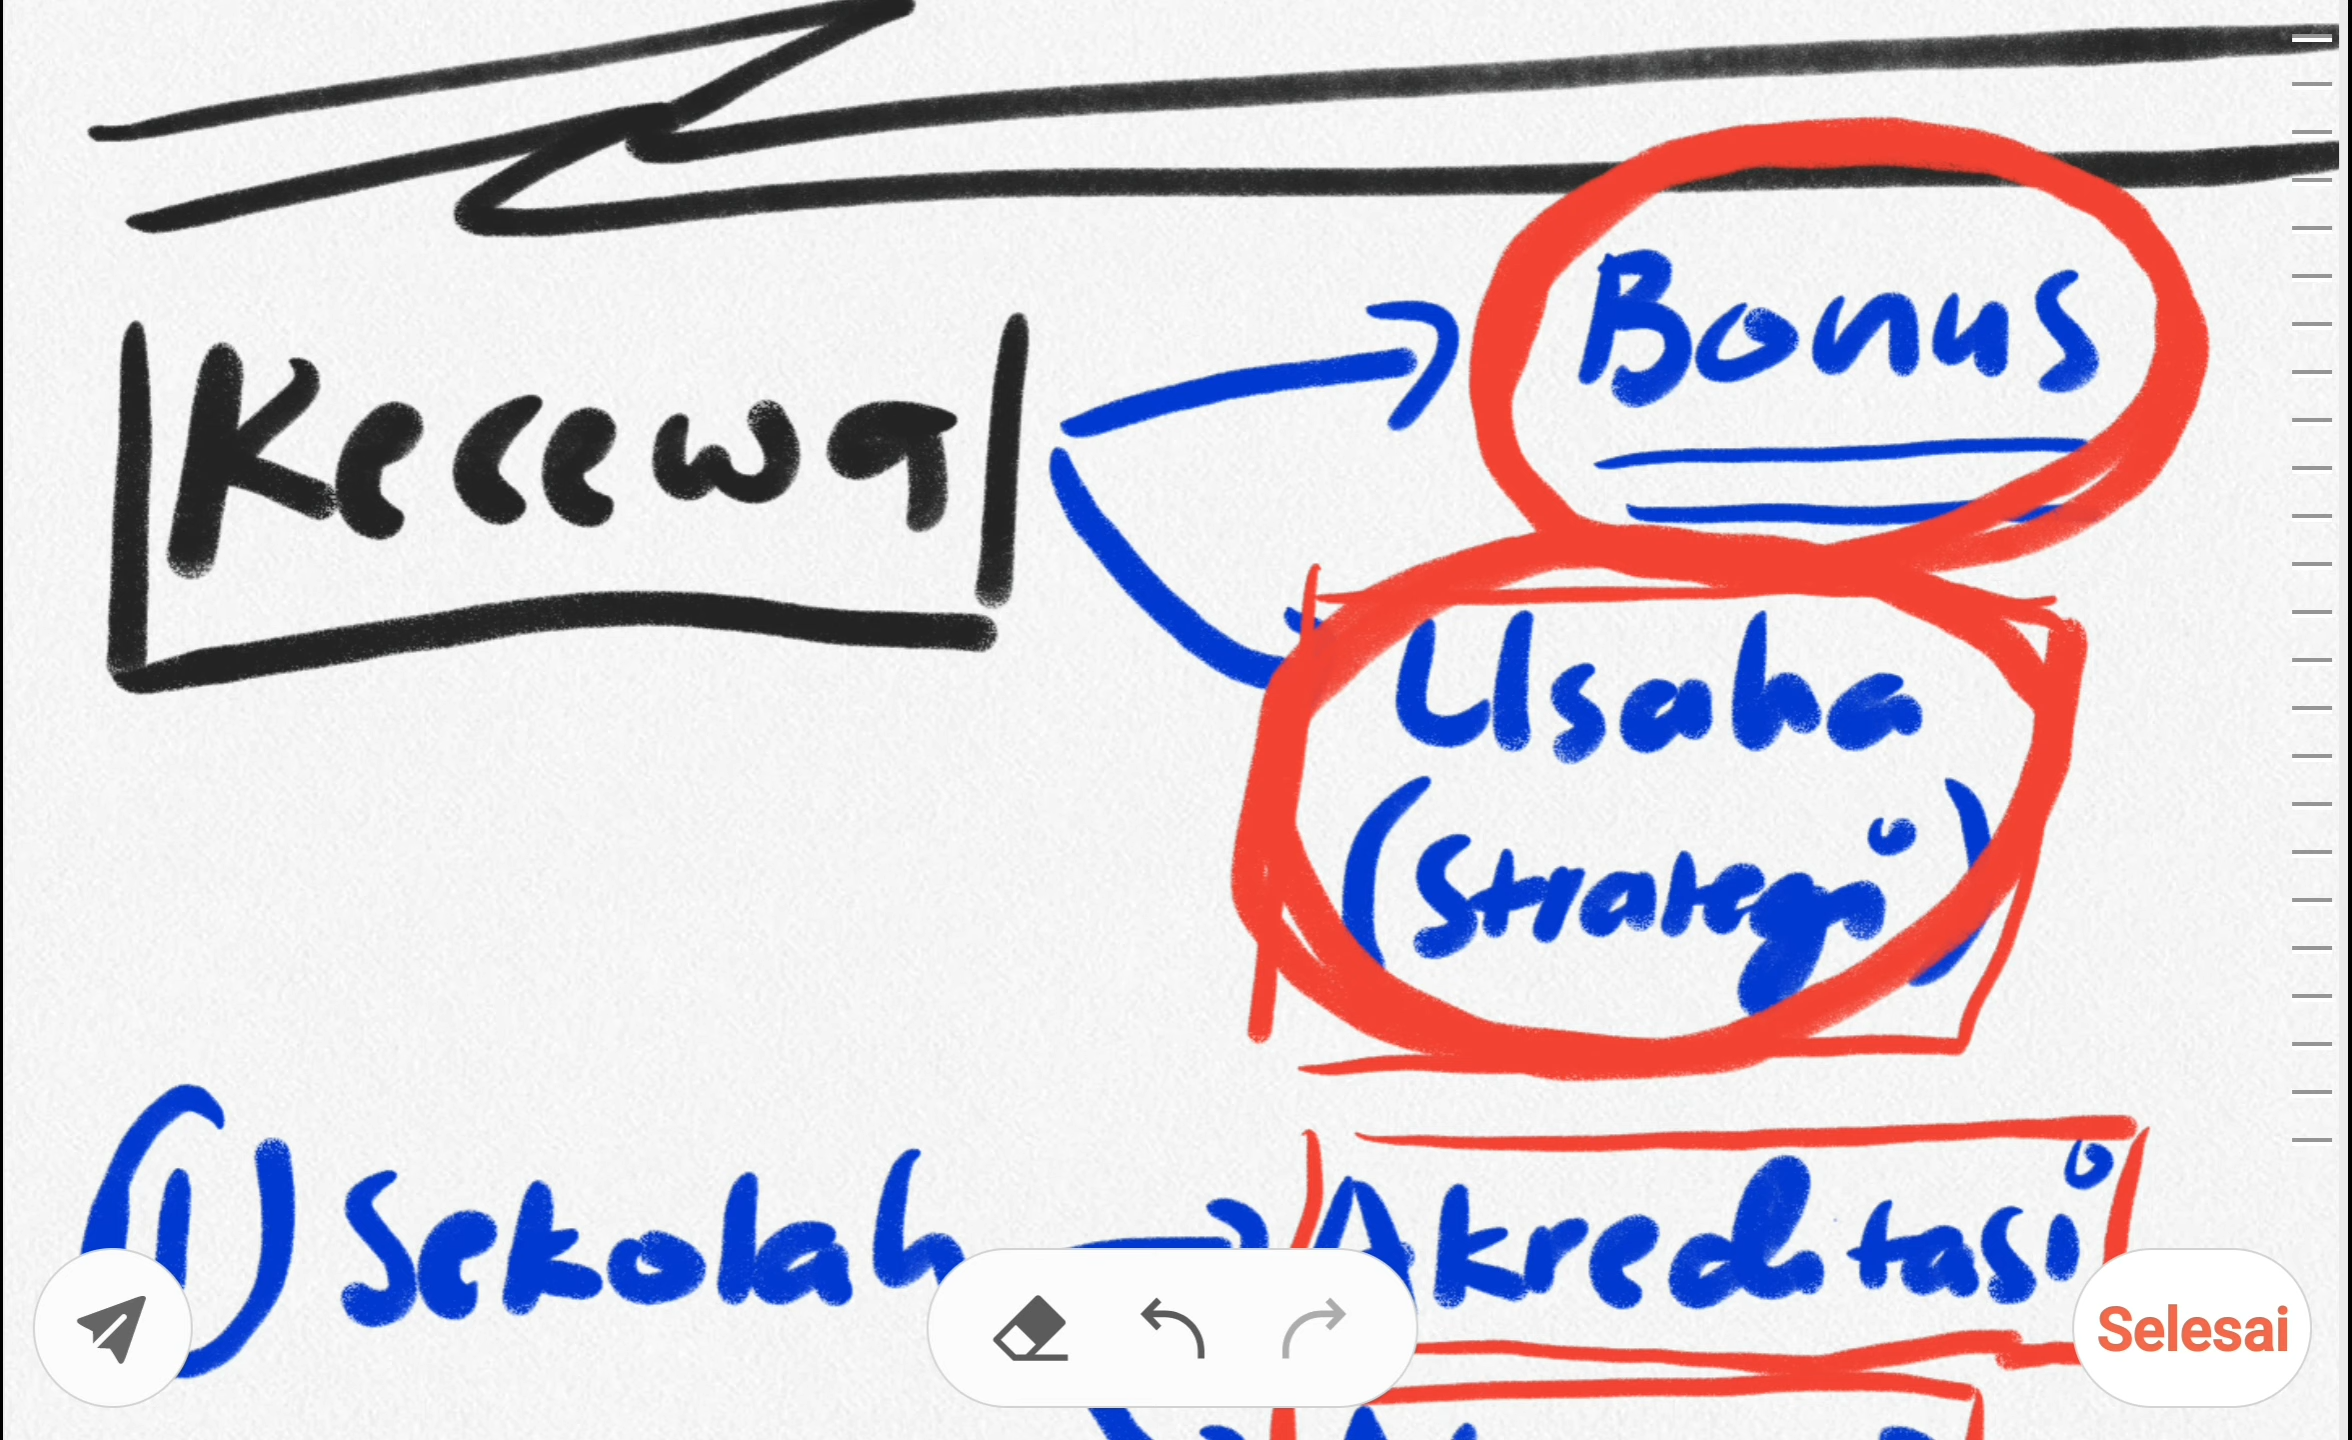 Kecewa
Bonus
Usaha
(Strategi)
(1) Sekolah
Akreditasi
Selesai